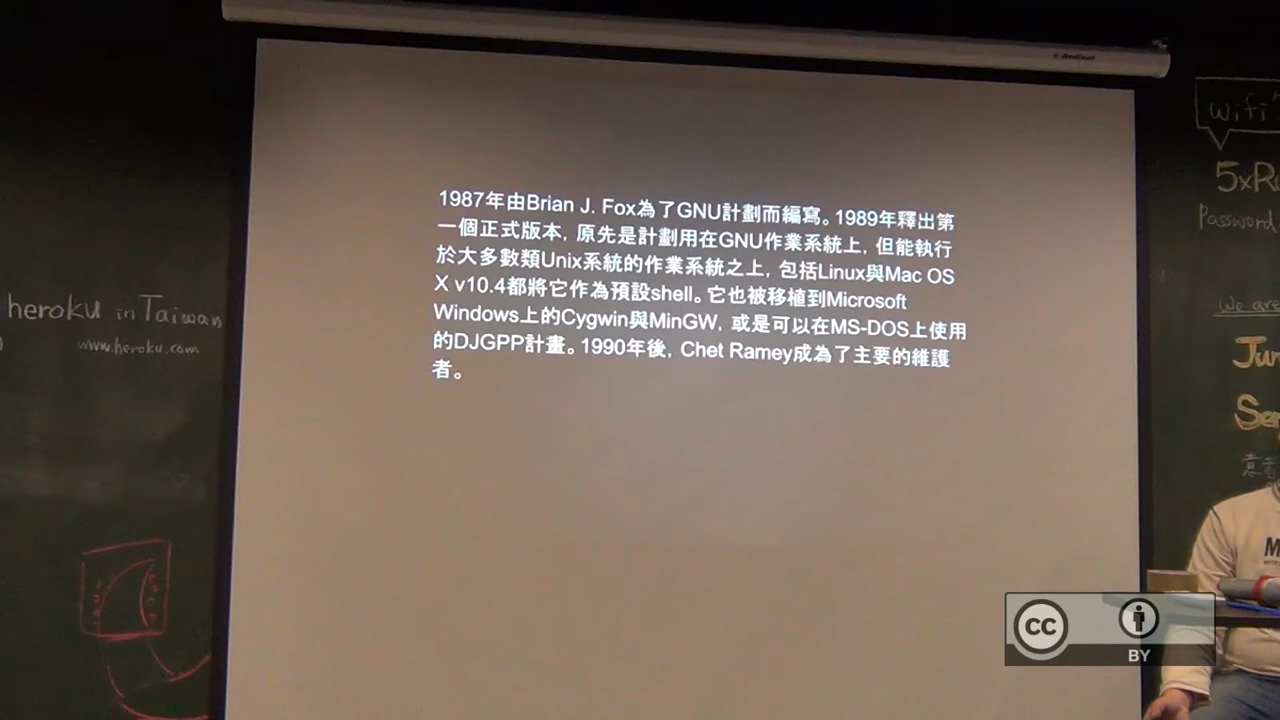 1987年由Brian J. Fox為了GNU計劃而編寫。1989年釋出第
一個正式版本，原先是計劃用在GNU作業系統上，但能執行
於大多數類Unix系統的作業系統之上，包括Linux與Mac OS
X v10.4都將它作為預設shell。它也被移植到Microsoft
Windows上的Cygwin與MinGW，或是可以在MS-DOS上使用
的DJGPP計畫。1990年後，Chet Ramey成為了主要的維護
者。
heroku in Taiwan
www.heroku.com
wifi
5xR
Password
We are
Jun
CC
BY